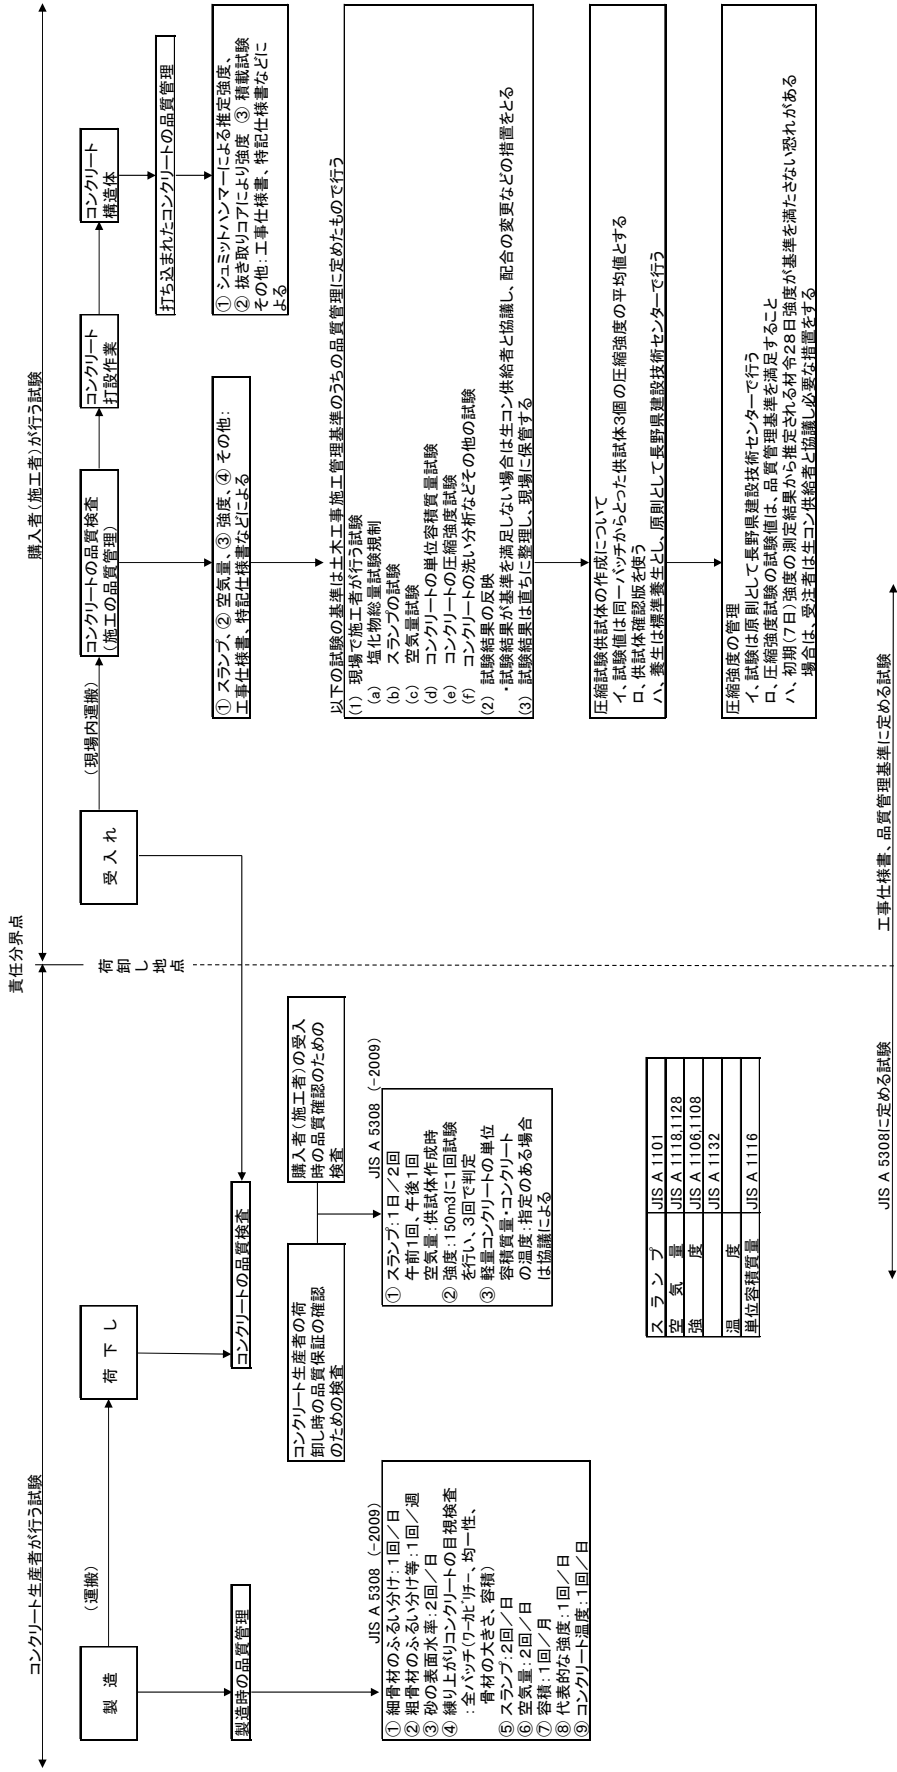 責任分界点
コンクリート生産者が行う試験
購入者(施工者)が行う試験
製 造
(運搬)
荷 下 し
荷 卸 し 地 点
受 入 れ
(現場内運搬)
コンクリートの品質検査
(施工の品質管理)
コンクリート
打設作業
コンクリート
構造体
製造時の品質管理
JIS A 5308 (-2009)
① 細骨材のふるい分け:1回/日
② 粗骨材のふるい分け等:1回/週
③ 砂の表面水率:2回/日
④ 練り上がりコンクリートの目視検査
:全バッチ(ワーカビリチー、均一性、
骨材の大きさ、容積)
⑤ スランプ:2回/日
⑥ 空気量:2回/日
⑦ 容積:1回/月
⑧ 代表的な強度:1回/日
⑨ コンクリート温度:1回/日
コンクリートの品質検査
コンクリート生産者の荷
卸し時の品質保証の確認
のための検査
購入者(施工者)の受入
時の品質確認のための
検査
JIS A 5308 (-2009)
① スランプ:1日/2回
午前1回、午後1回
空気量:供試体作成時
② 強度:150m3に1回試験
を行い、3回で判定
③ 軽量コンクリートの単位
容積質量・コンクリート
の温度:指定のある場合
は協議による
ス ラ ン プ JIS A 1101
空 気 量 JIS A 1118,1128
強 度 JIS A 1106,1108
JIS A 1132
温 度
単位容積質量 JIS A 1116
① スランプ、② 空気量、③ 強度、④ その他:
工事仕様書、特記仕様書などによる
打ち込まれたコンクリートの品質管理
① シュミットハンマーによる推定強度、
② 抜き取りコアにより強度 ③ 積載試験
その他:工事仕様書、特記仕様書などに
よる
以下の試験の基準は土木工事施工管理基準のうちの品質管理に定めたもので行う
(1) 現場で施工者が行う試験
(a) 塩化物総量試験規制
(b) スランプの試験
(c) 空気量試験
(d) コンクリートの単位容積質量試験
(e) コンクリートの圧縮強度試験
(f) コンクリートの洗い分析などその他の試験
(2) 試験結果の反映
・試験結果が基準を満足しない場合は生コン供給者と協議し、配合の変更などの措置をとる
(3) 試験結果は直ちに整理し、現場に保管する
圧縮試験供試体の作成について
イ、試験値は同一バッチからとった供試体3個の圧縮強度の平均値とする
ロ、供試体確認版を使う
ハ、養生は標準養生とし、原則として長野県建設技術センターで行う
圧縮強度の管理
イ、試験は原則として長野県建設技術センターで行う
ロ、圧縮強度試験の試験値は、品質管理基準を満足すること
ハ、初期(7日)強度の測定結果から推定される材令28日強度が基準を満たさない恐れがある
場合は、受注者は生コン供給者と協議し必要な措置をする
JIS A 5308に定める試験
工事仕様書、品質管理基準に定める試験